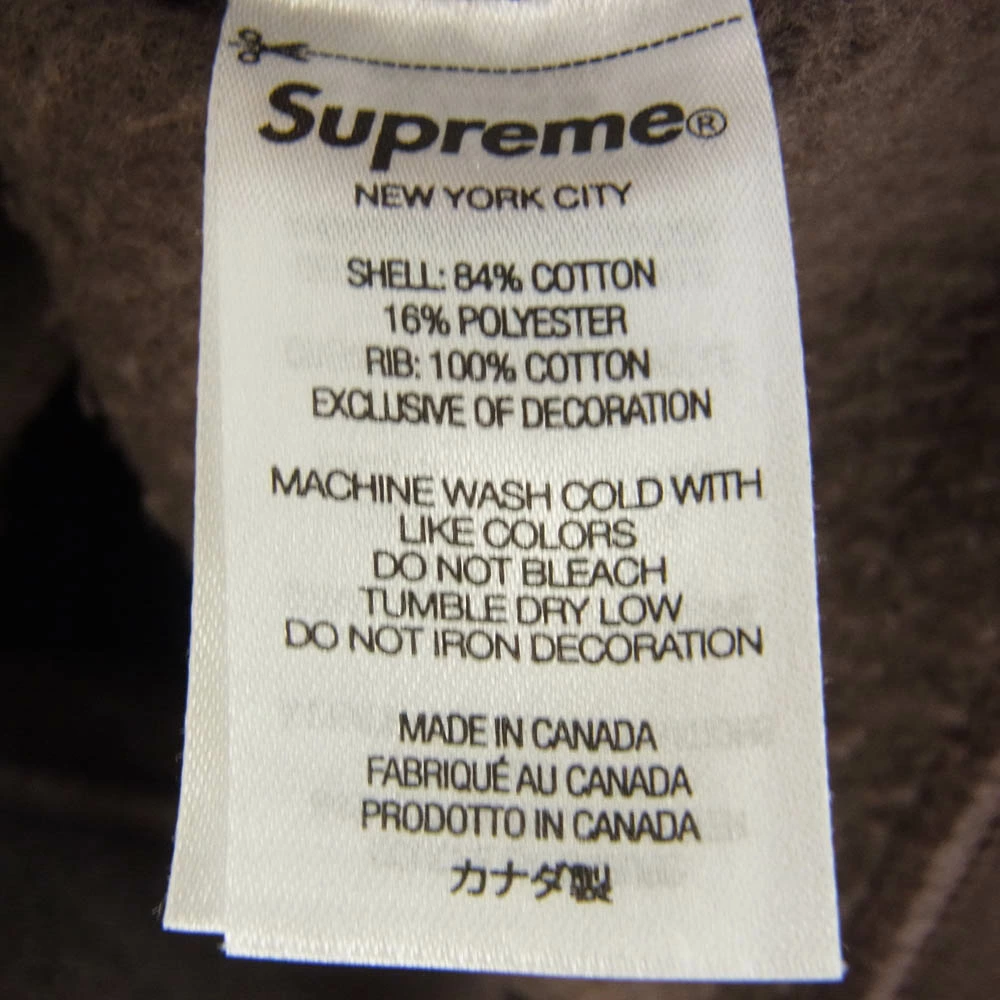 Supreme®
NEW YORK CITY
SHELL: 84% COTTON
16% POLYESTER
RIB: 100% COTTON
EXCLUSIVE OF DECORATION
MACHINE WASH COLD WITH
LIKE COLORS
DO NOT BLEACH
TUMBLE DRY LOW
DO NOT IRON DECORATION
MADE IN CANADA
FABRIQUÉ AU CANADA
PRODOTTO IN CANADA
カナダ製